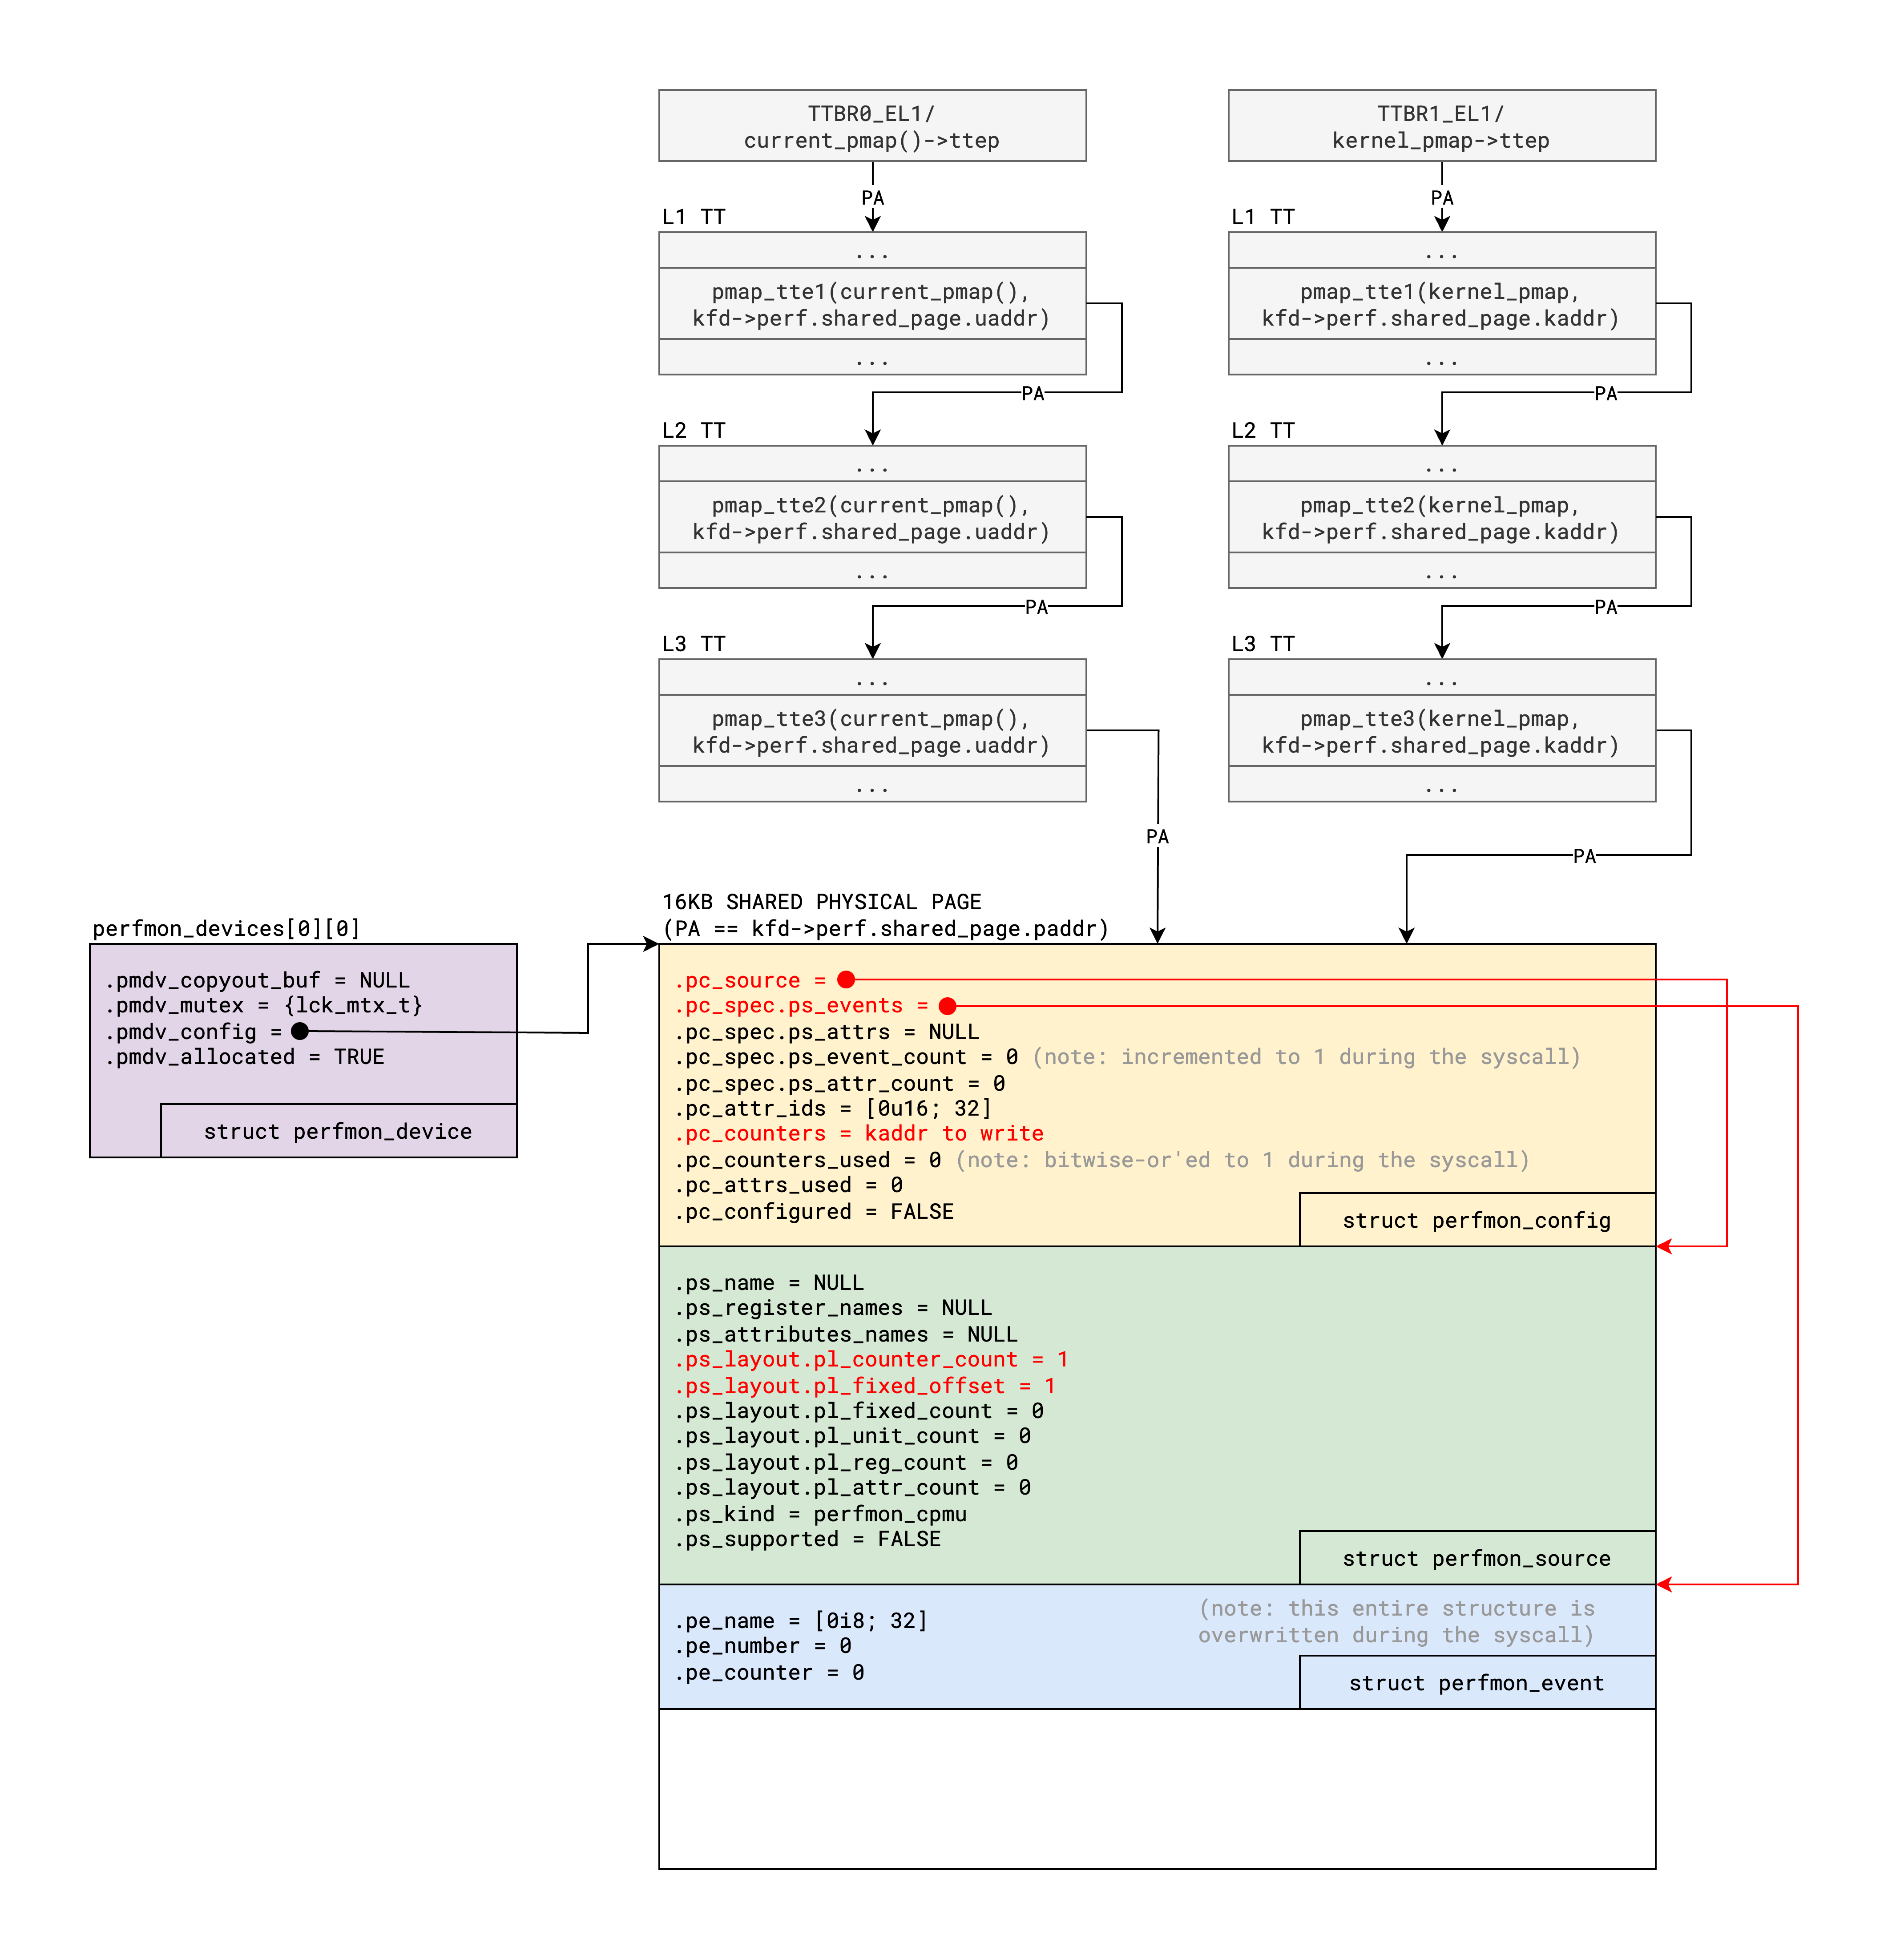 TTBR0_EL1/
current_pmap()->ttep
PA
L1 TT
...
pmap_tte1(current_pmap(),
kfd->perf.shared_page.uaddr)
...
PA
L2 TT
...
pmap_tte2(current_pmap(),
kfd->perf.shared_page.uaddr)
...
PA
L3 TT
...
pmap_tte3(current_pmap(),
kfd->perf.shared_page.uaddr)
...
PA
TTBR1_EL1/
kernel_pmap->ttep
PA
L1 TT
...
pmap_tte1(kernel_pmap,
kfd->perf.shared_page.kaddr)
...
PA
L2 TT
...
pmap_tte2(kernel_pmap,
kfd->perf.shared_page.kaddr)
...
PA
L3 TT
...
pmap_tte3(kernel_pmap,
kfd->perf.shared_page.kaddr)
...
PA
perfmon_devices[0][0]
.pmdv_copyout_buf = NULL
.pmdv_mutex = {lck_mtx_t}
.pmdv_config =
.pmdv_allocated = TRUE
struct perfmon_device
16KB SHARED PHYSICAL PAGE
(PA == kfd->perf.shared_page.paddr)
.pc_source =
.pc_spec.ps_events =
.pc_spec.ps_attrs = NULL
.pc_spec.ps_event_count = 0 (note: incremented to 1 during the syscall)
.pc_spec.ps_attr_count = 0
.pc_attr_ids = [0u16; 32]
.pc_counters = kaddr to write
.pc_counters_used = 0 (note: bitwise-or'ed to 1 during the syscall)
.pc_attrs_used = 0
.pc_configured = FALSE
struct perfmon_config
.ps_name = NULL
.ps_register_names = NULL
.ps_attributes_names = NULL
.ps_layout.pl_counter_count = 1
.ps_layout.pl_fixed_offset = 1
.ps_layout.pl_fixed_count = 0
.ps_layout.pl_unit_count = 0
.ps_layout.pl_reg_count = 0
.ps_layout.pl_attr_count = 0
.ps_kind = perfmon_cpmu
.ps_supported = FALSE
struct perfmon_source
.pe_name = [0i8; 32]
.pe_number = 0
.pe_counter = 0
(note: this entire structure is
overwritten during the syscall)
struct perfmon_event